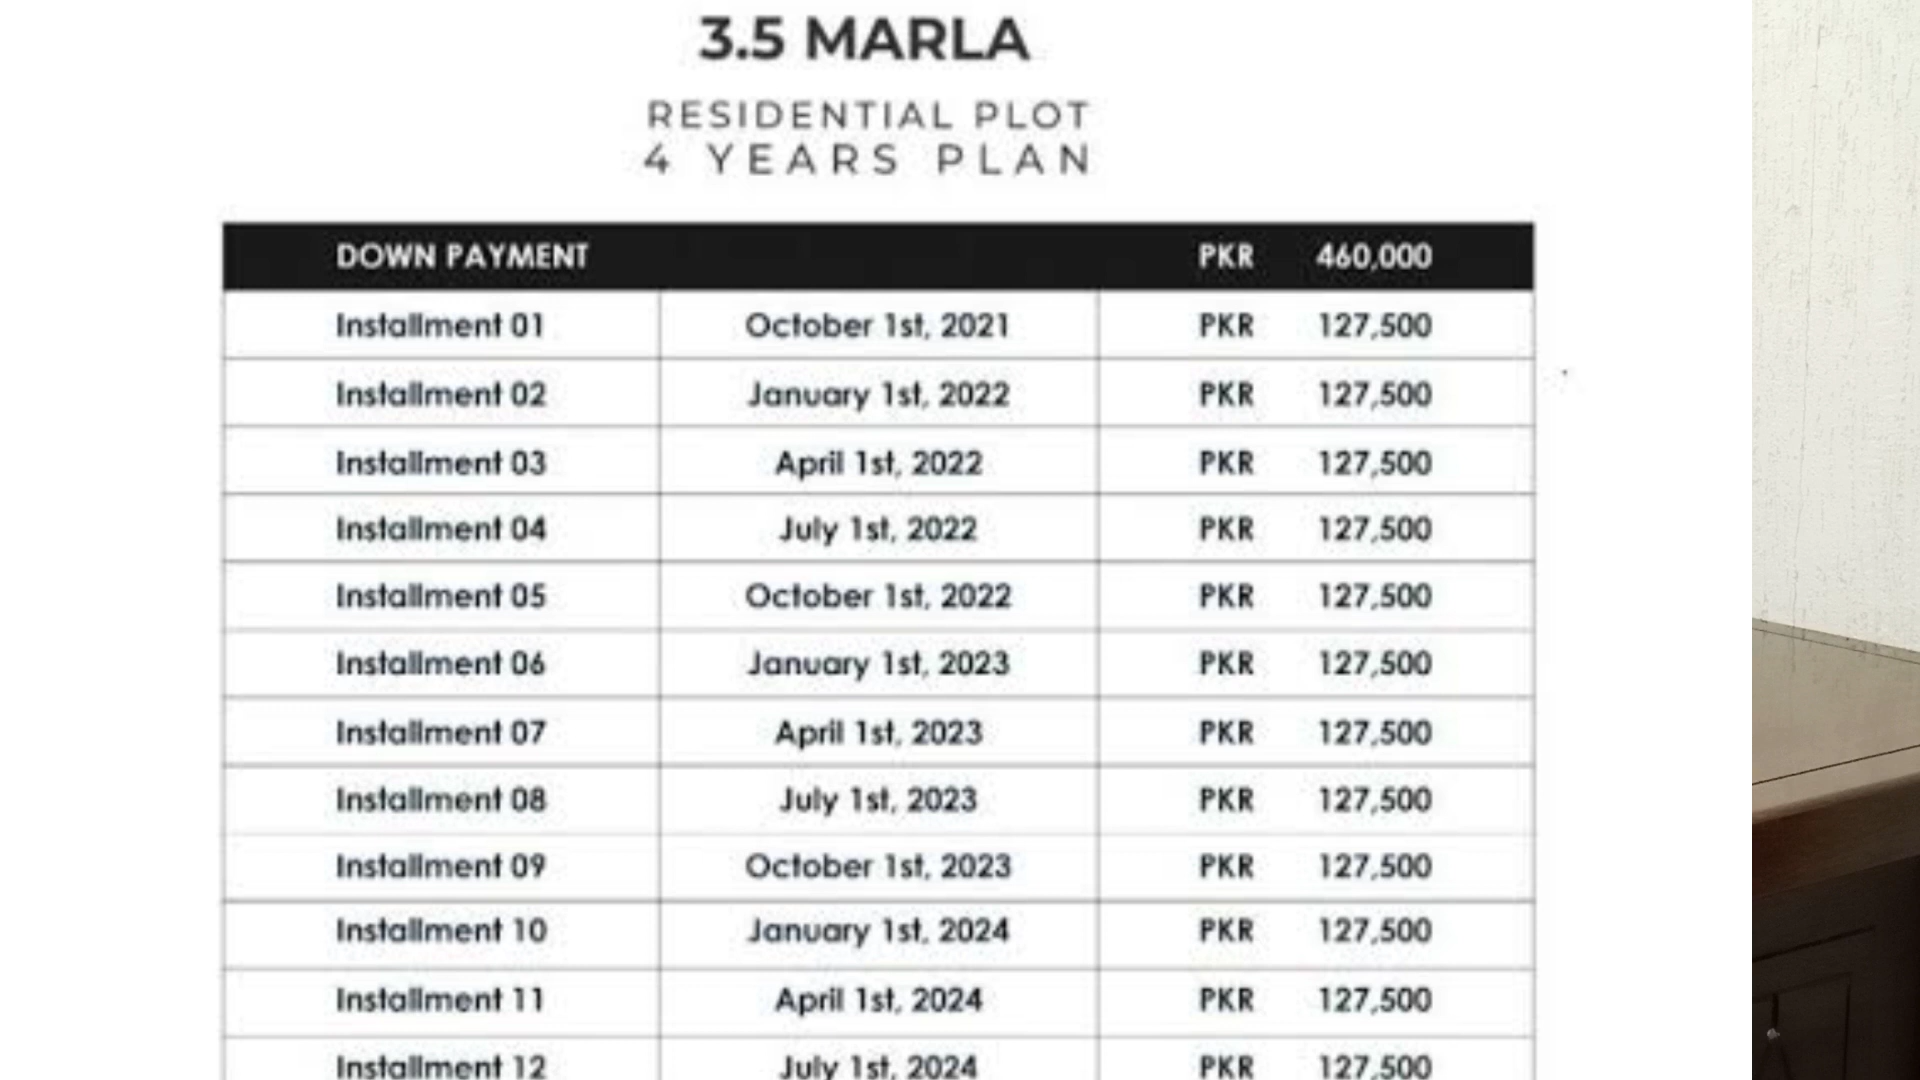 3.5 MARLA
RESIDENTIAL PLOT
4 YEARS PLAN
DOWN PAYMENT PKR 460,000
Installment 01 October 1st, 2021 PKR 127,500
Installment 02 January 1st, 2022 PKR 127,500
Installment 03 April 1st, 2022 PKR 127,500
Installment 04 July 1st, 2022 PKR 127,500
Installment 05 October 1st, 2022 PKR 127,500
Installment 06 January 1st, 2023 PKR 127,500
Installment 07 April 1st, 2023 PKR 127,500
Installment 08 July 1st, 2023 PKR 127,500
Installment 09 October 1st, 2023 PKR 127,500
Installment 10 January 1st, 2024 PKR 127,500
Installment 11 April 1st, 2024 PKR 127,500
Installment 12 July 1st, 2024 PKR 127,500